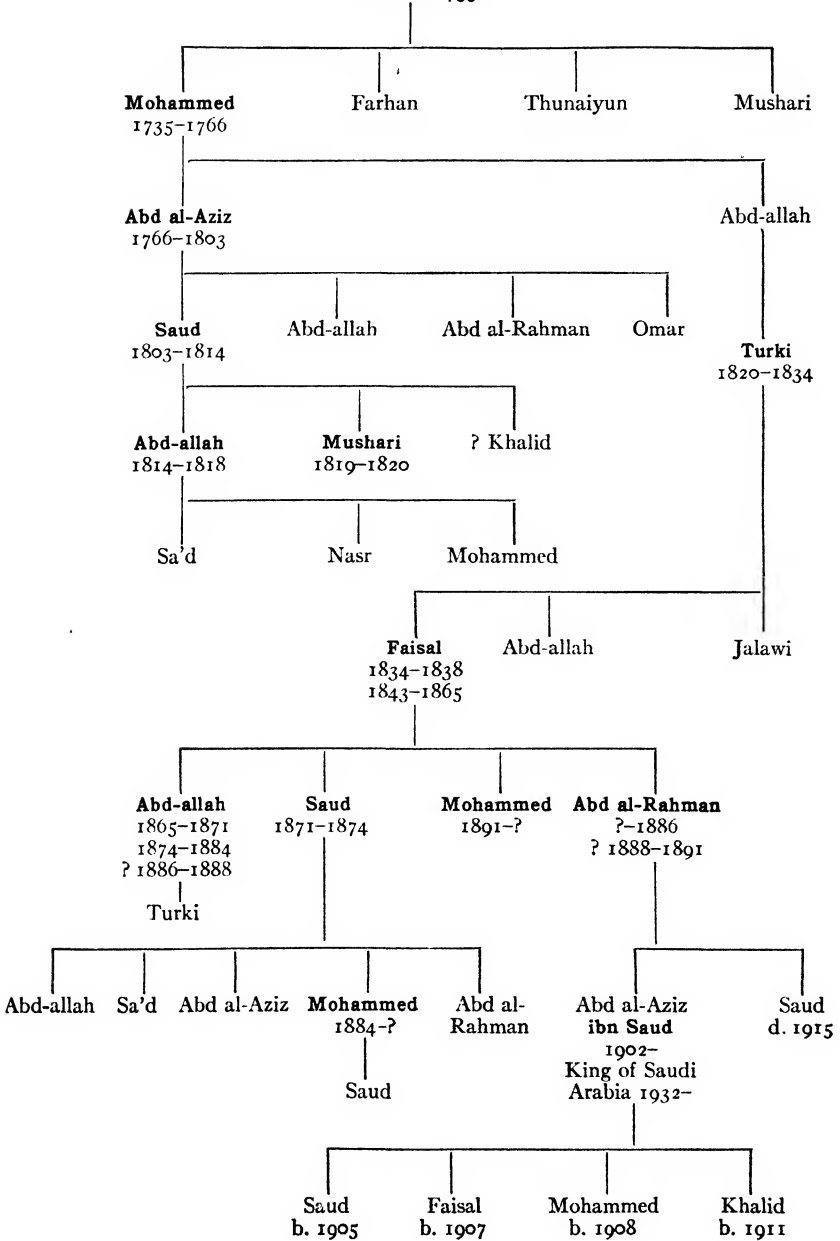 Mohammed Farhan Thunaiyun Mushari
1735–1766
Abd al-Aziz Abd-allah
1766–1803
Saud Abd-allah Abd al-Rahman Omar
1803–1814
Turki
1820–1834
Abd-allah Mushari ? Khalid
1814–1818 1819–1820
Sa'd Nasr Mohammed
Faisal Abd-allah Jalawi
1834–1838
1843–1865
Abd-allah Saud Mohammed Abd al-Rahman
1865–1871 1871–1874 1891–? ?–1886
1874–1884 ? 1888–1891
? 1886–1888
Turki
Abd-allah Sa'd Abd al-Aziz Mohammed Abd al- Abd al-Aziz Saud
1884–? Rahman ibn Saud d. 1915
1902–
King of Saudi
Saud Arabia 1932–
Saud Faisal Mohammed Khalid
b. 1905 b. 1907 b. 1908 b. 1911